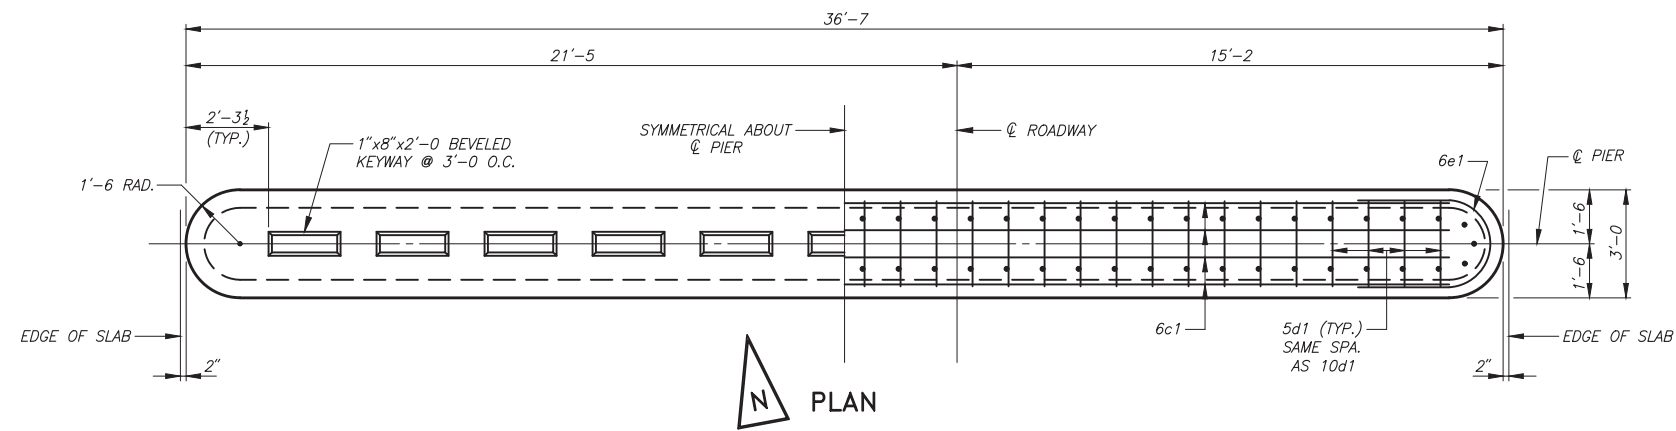 36'-7
21'-5
15'-2
2'-3½
(TYP.)
1"x8"x2'-0 BEVELED
KEYWAY @ 3'-0 O.C.
SYMMETRICAL ABOUT
℄ PIER
℄ ROADWAY
6e1
℄ PIER
1'-6 RAD.
1'-6
3'-0
1'-6
EDGE OF SLAB
2"
6c1
5d1 (TYP.)
SAME SPA.
AS 10d1
EDGE OF SLAB
2"
N
PLAN